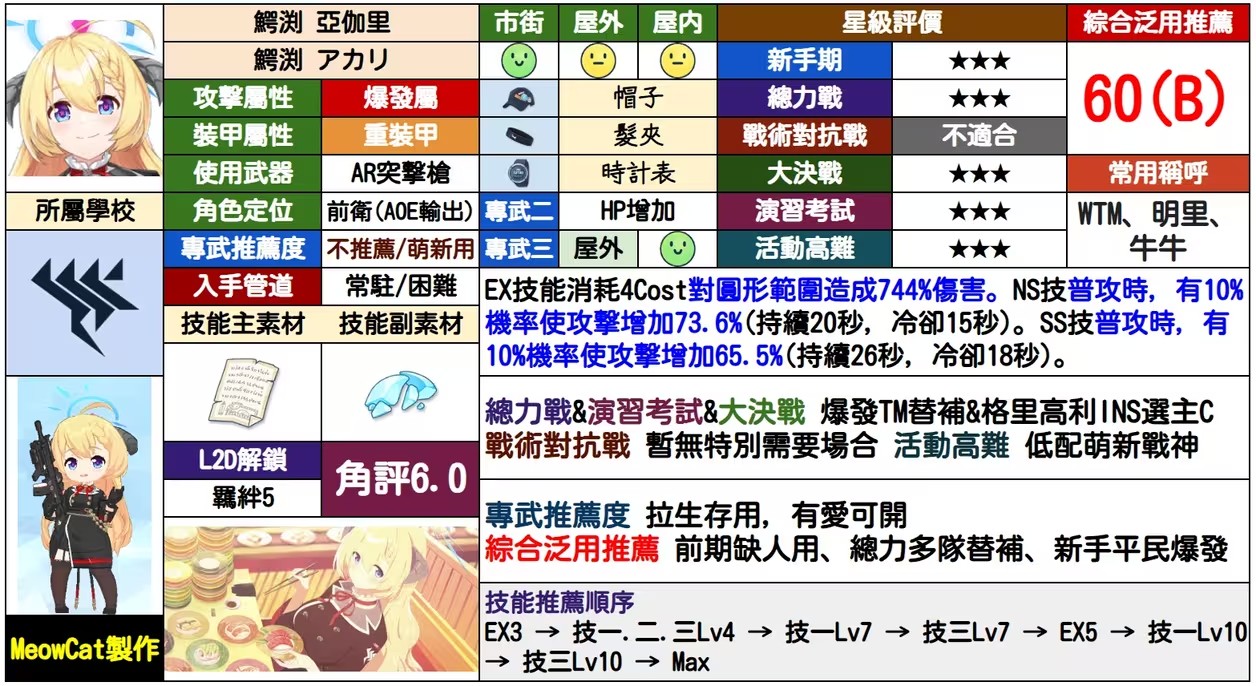 鰐渕 亞伽里
鰐渕 アカリ
攻擊屬性 爆發屬
裝甲屬性 重裝甲
使用武器 AR突擊槍
角色定位 前衛(AOE輸出)
專武推薦度 不推薦/萌新用
入手管道 常駐/困難
技能主素材 技能副素材
L2D解鎖
羈絆5
角評6.0
所屬學校
MeowCat製作
市街 屋外 屋内
帽子
髮夾
時計表
專武二 HP增加
專武三 屋外
星級評價
新手期 ★★★
總力戰 ★★★
戰術對抗戰 不適合
大決戰 ★★★
演習考試 ★★★
活動高難 ★★★
綜合泛用推薦
60(B)
常用稱呼
WTM、明里、
牛牛
EX技能消耗4Cost對圓形範圍造成744%傷害。NS技普攻時, 有10%
機率使攻擊增加73.6%(持續20秒, 冷卻15秒)。SS技普攻時, 有
10%機率使攻擊增加65.5%(持續26秒, 冷卻18秒)。
總力戰&演習考試&大決戰 爆發TM替補&格里高利INS選主C
戰術對抗戰 暫無特別需要場合 活動高難 低配萌新戰神
專武推薦度 拉生存用, 有愛可開
綜合泛用推薦 前期缺人用、總力多隊替補、新手平民爆發
技能推薦順序
EX3 → 技一.二.三Lv4 → 技一Lv7 → 技三Lv7 → EX5 → 技一Lv10
→ 技三Lv10 → Max